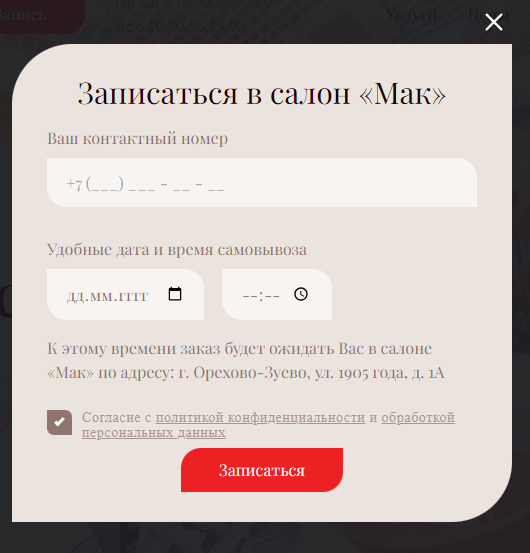 Запись
Услуги
Записаться в салон «Мак»
Ваш контактный номер
+7 (___) ___ - __ - __
Удобные дата и время самовывоза
дд.мм.гггг --:--
К этому времени заказ будет ожидать Вас в салоне
«Мак» по адресу: г. Орехово-Зуево, ул. 1905 года, д. 1А
Согласие с политикой конфиденциальности и обработкой
персональных данных
Записаться